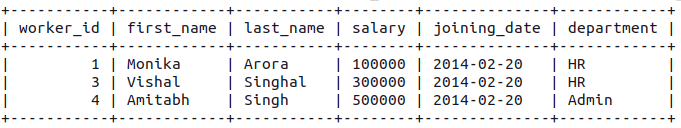 +-----------+------------+-----------+--------+--------------+------------+
| worker_id | first_name | last_name | salary | joining_date | department |
+-----------+------------+-----------+--------+--------------+------------+
|         1 | Monika     | Arora     | 100000 | 2014-02-20   | HR         |
|         3 | Vishal     | Singhal   | 300000 | 2014-02-20   | HR         |
|         4 | Amitabh    | Singh     | 500000 | 2014-02-20   | Admin      |
+-----------+------------+-----------+--------+--------------+------------+